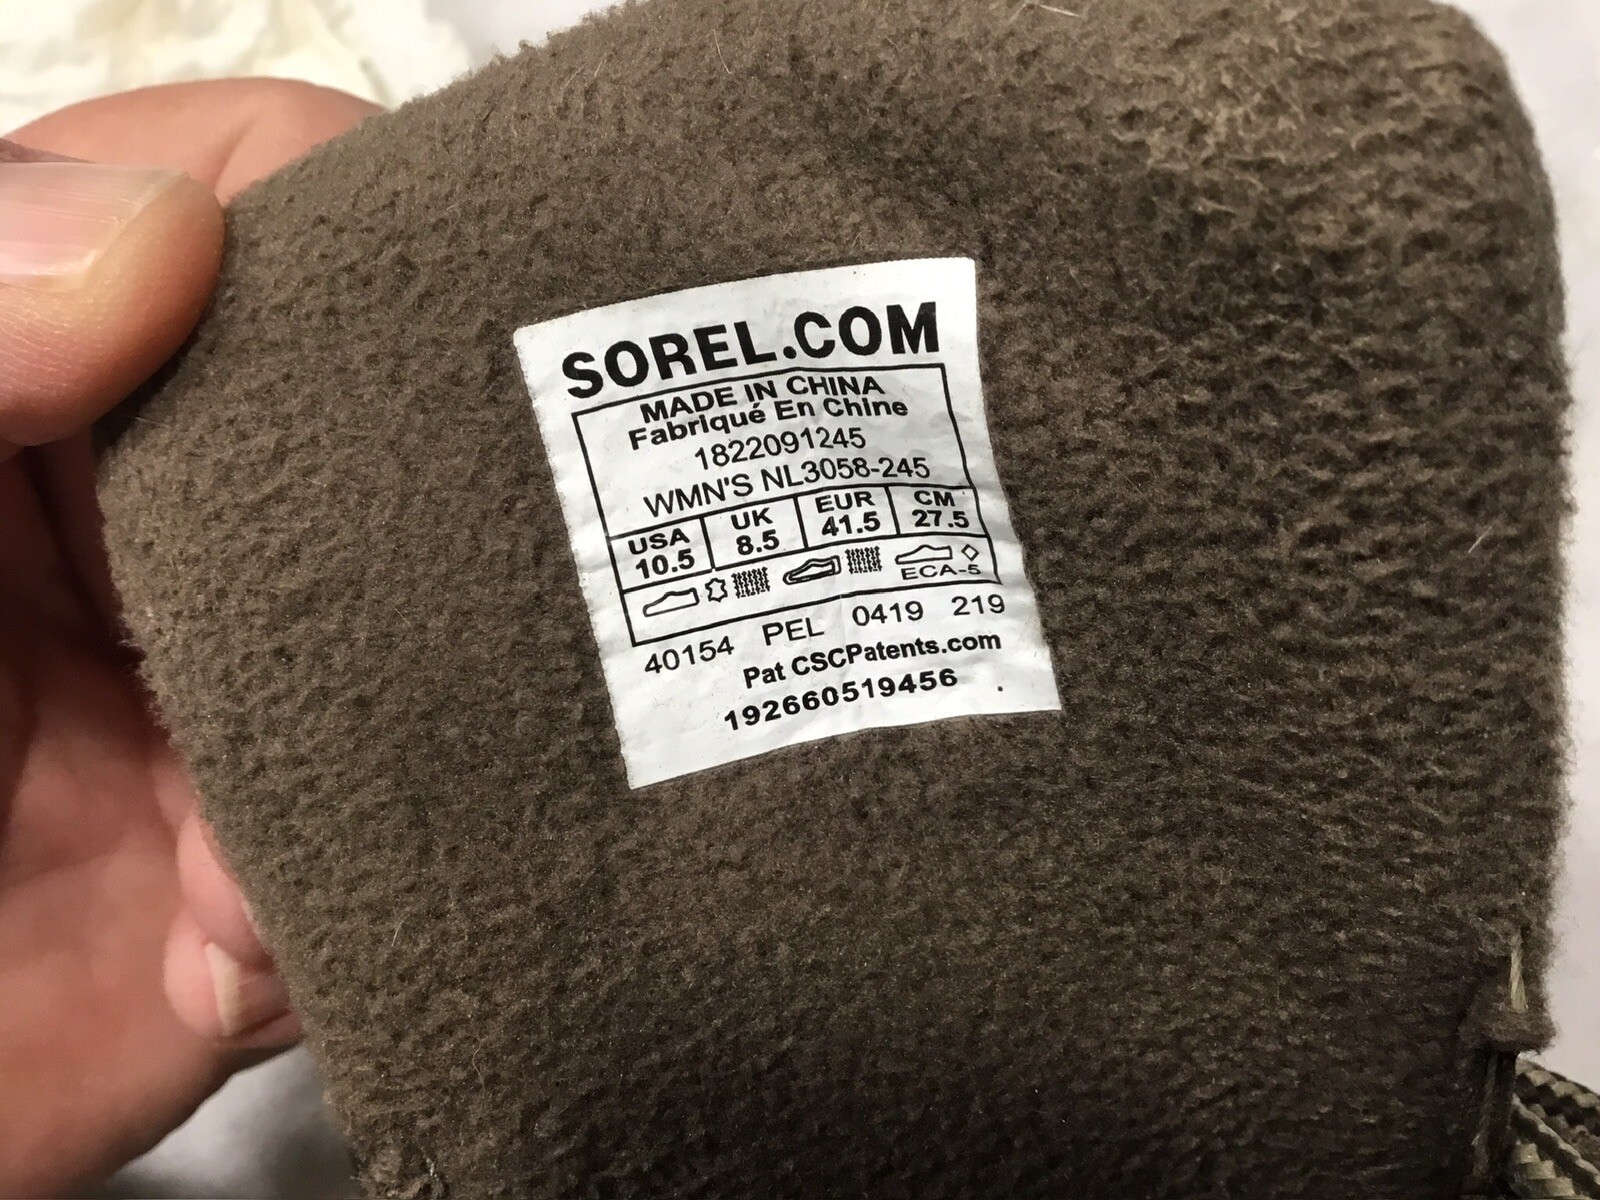 SOREL.COM
MADE IN CHINA
Fabriqué En Chine
1822091245
WMN'S NL3058-245
USA UK EUR CM
10.5 8.5 41.5 27.5
ECA-5
40154 PEL 0419 219
Pat CSCPatents.com
192660519456 .